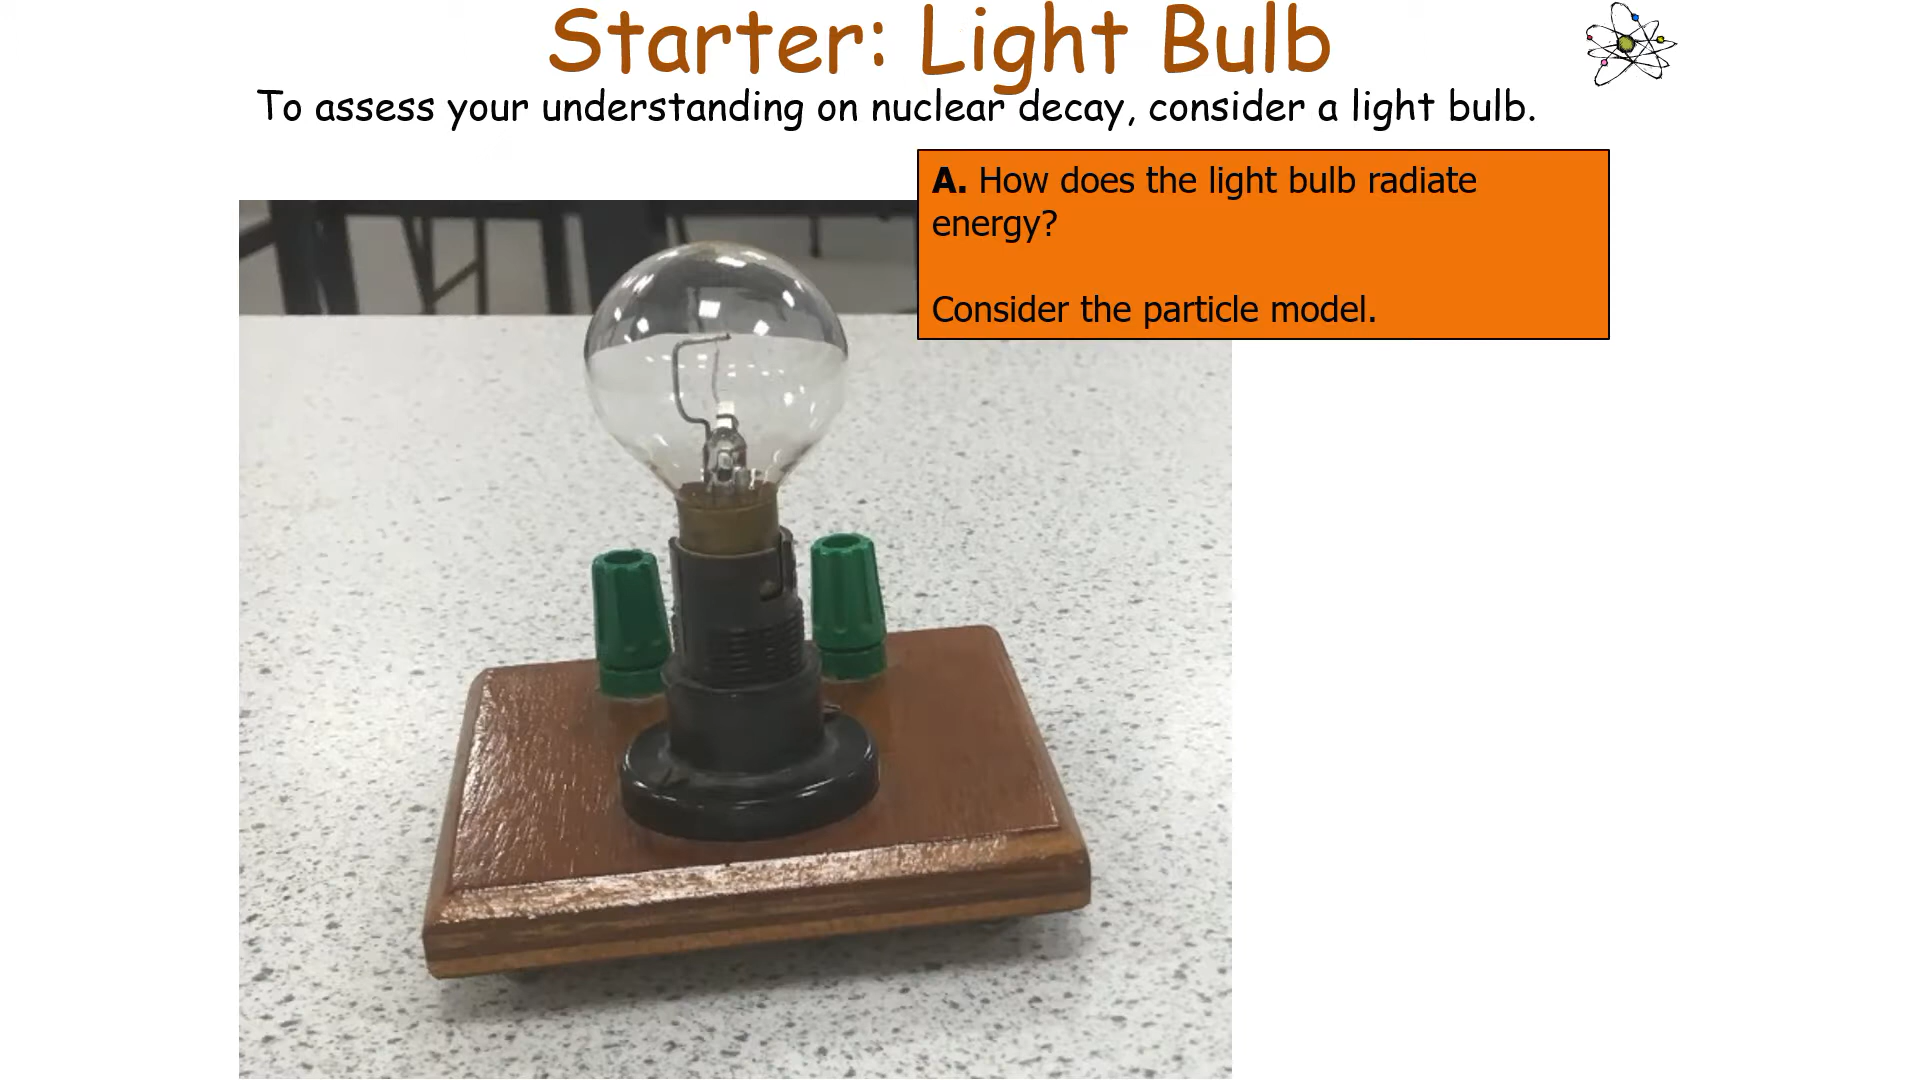 Starter: Light Bulb
To assess your understanding on nuclear decay, consider a light bulb.
A. How does the light bulb radiate
energy?
Consider the particle model.